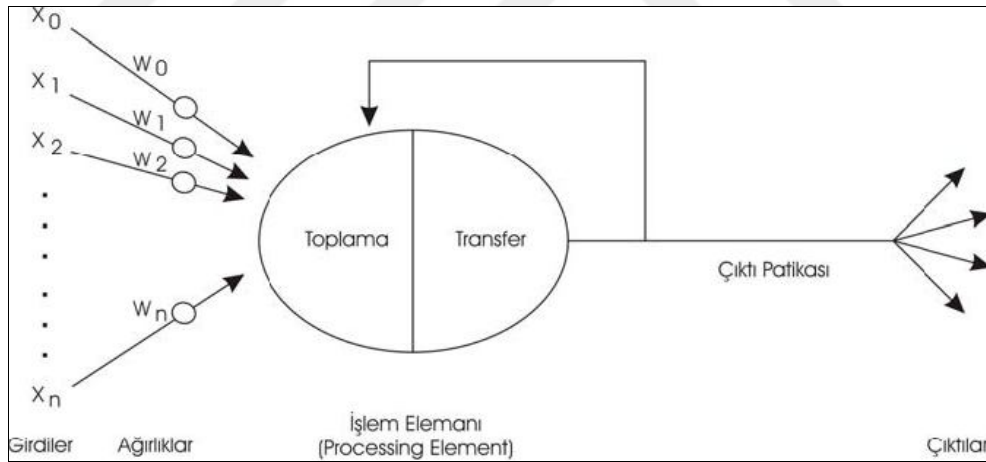 X0
W0
X1
W1
X2
W2
Toplama
Transfer
Çıktı Patikası
Wn
Xn
İşlem Elemanı
(Processing Element)
Girdiler
Ağırlıklar
Çıktılar